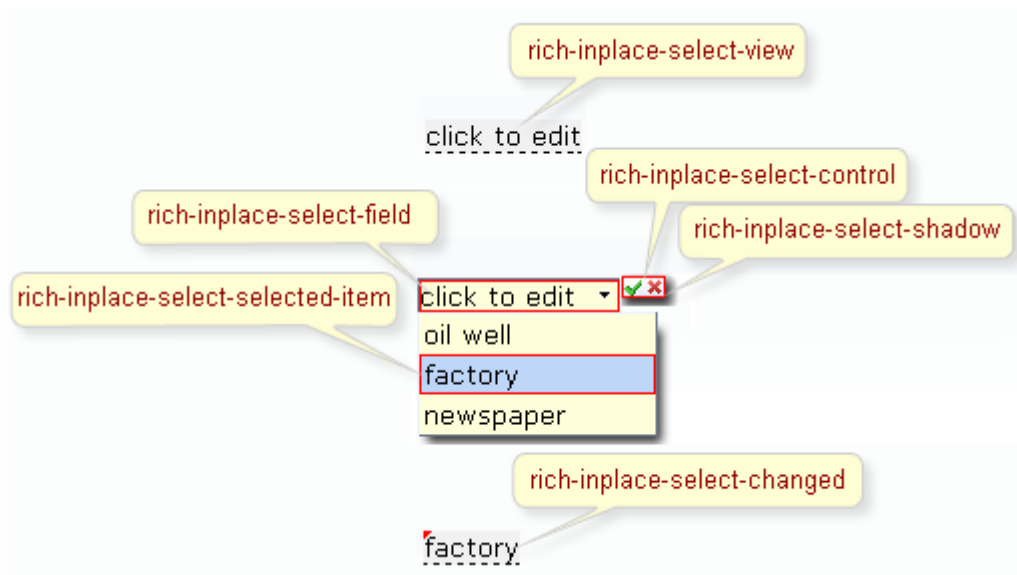 rich-inplace-select-view
click to edit
rich-inplace-select-control
rich-inplace-select-field
rich-inplace-select-shadow
rich-inplace-select-selected-item
click to edit
oil well
factory
newspaper
rich-inplace-select-changed
factory